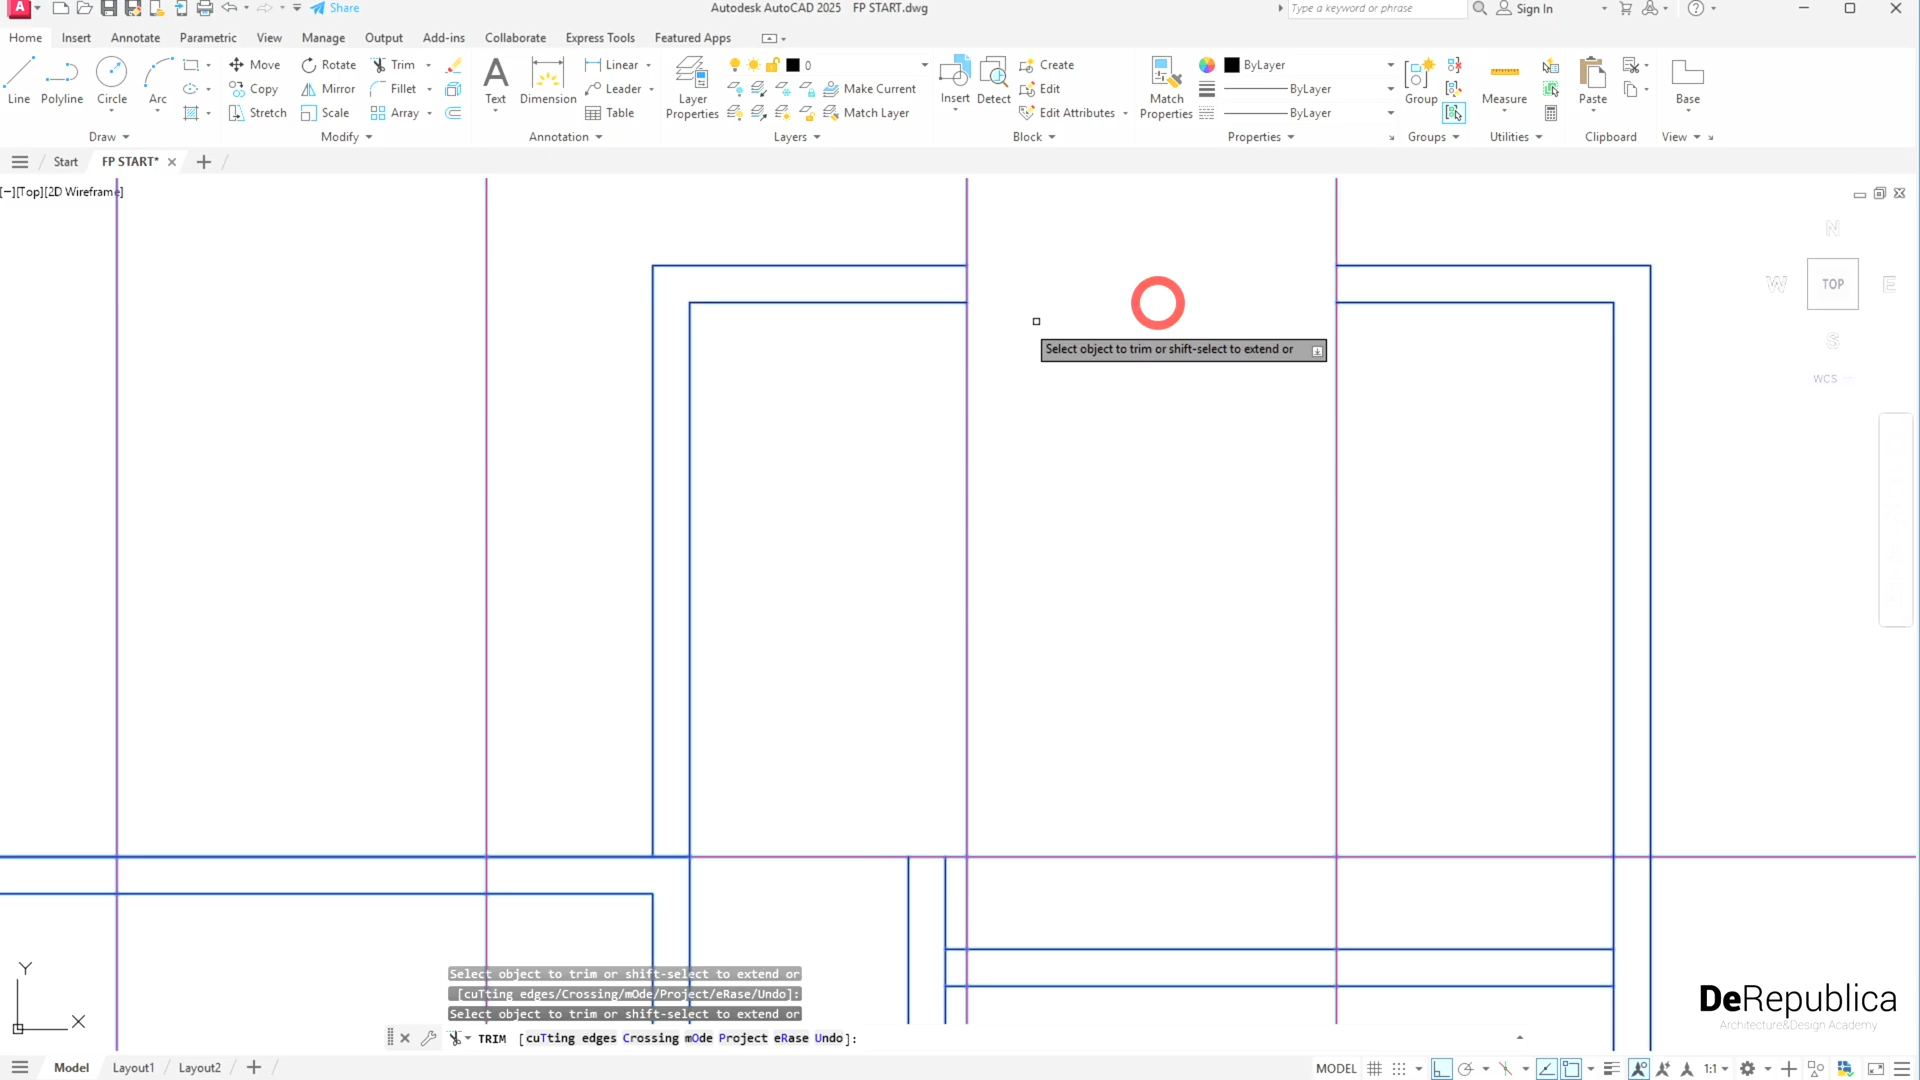 A Share Autodesk AutoCAD 2025 FP START.dwg Type a keyword or phrase Sign In
Home Insert Annotate Parametric View Manage Output Add-ins Collaborate Express Tools Featured Apps
Move Rotate Trim Linear 0 Create ByLayer
Copy Mirror Fillet Leader Make Current Edit ByLayer
Line Polyline Circle Arc Text Dimension Layer Properties Insert Detect Match Properties Group Measure Paste Base
Stretch Scale Array Table Match Layer Edit Attributes ByLayer
Draw Modify Annotation Layers Block Properties Groups Utilities Clipboard View
Start FP START*
[−][Top][2D Wireframe]
N
W TOP E
S
WCS
Select object to trim or shift-select to extend or
Y
X
Select object to trim or shift-select to extend or
[cuTting edges/Crossing/mOde/Project/eRase/Undo]:
Select object to trim or shift-select to extend or
TRIM [cuTting edges Crossing mOde Project eRase Undo]:
DeRepublica
Architecture&Design Academy
Model Layout1 Layout2 MODEL 1:1